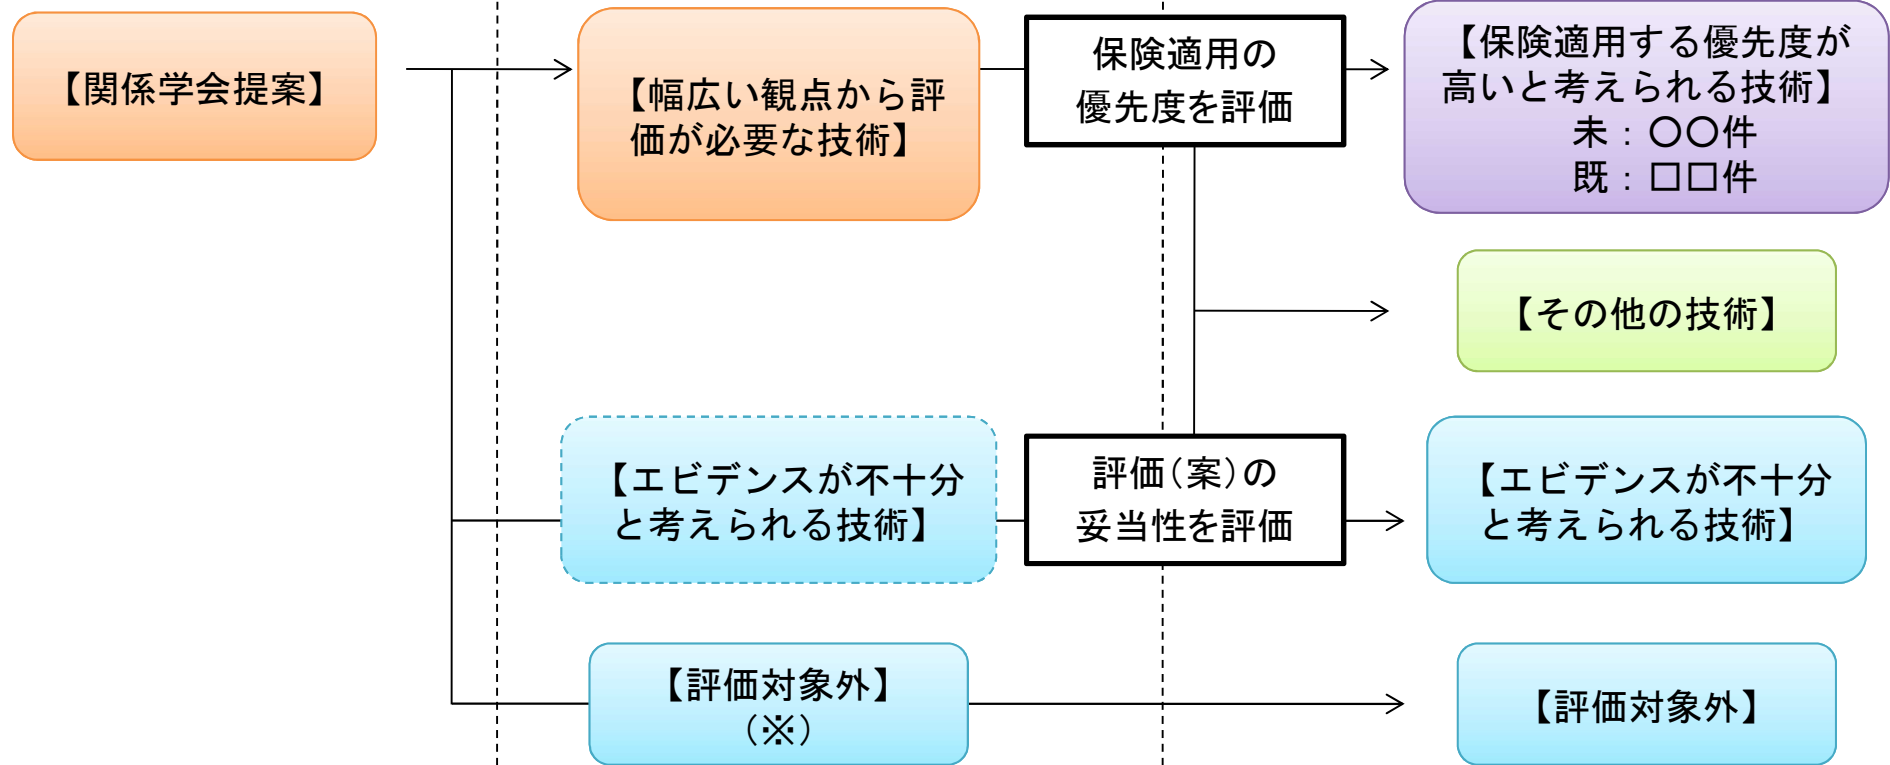 【関係学会提案】
【幅広い観点から評
価が必要な技術】
保険適用の
優先度を評価
【保険適用する優先度が
高いと考えられる技術】
未：〇〇件
既：□□件
【その他の技術】
【エビデンスが不十分
と考えられる技術】
評価（案）の
妥当性を評価
【エビデンスが不十分
と考えられる技術】
【評価対象外】
（※）
【評価対象外】